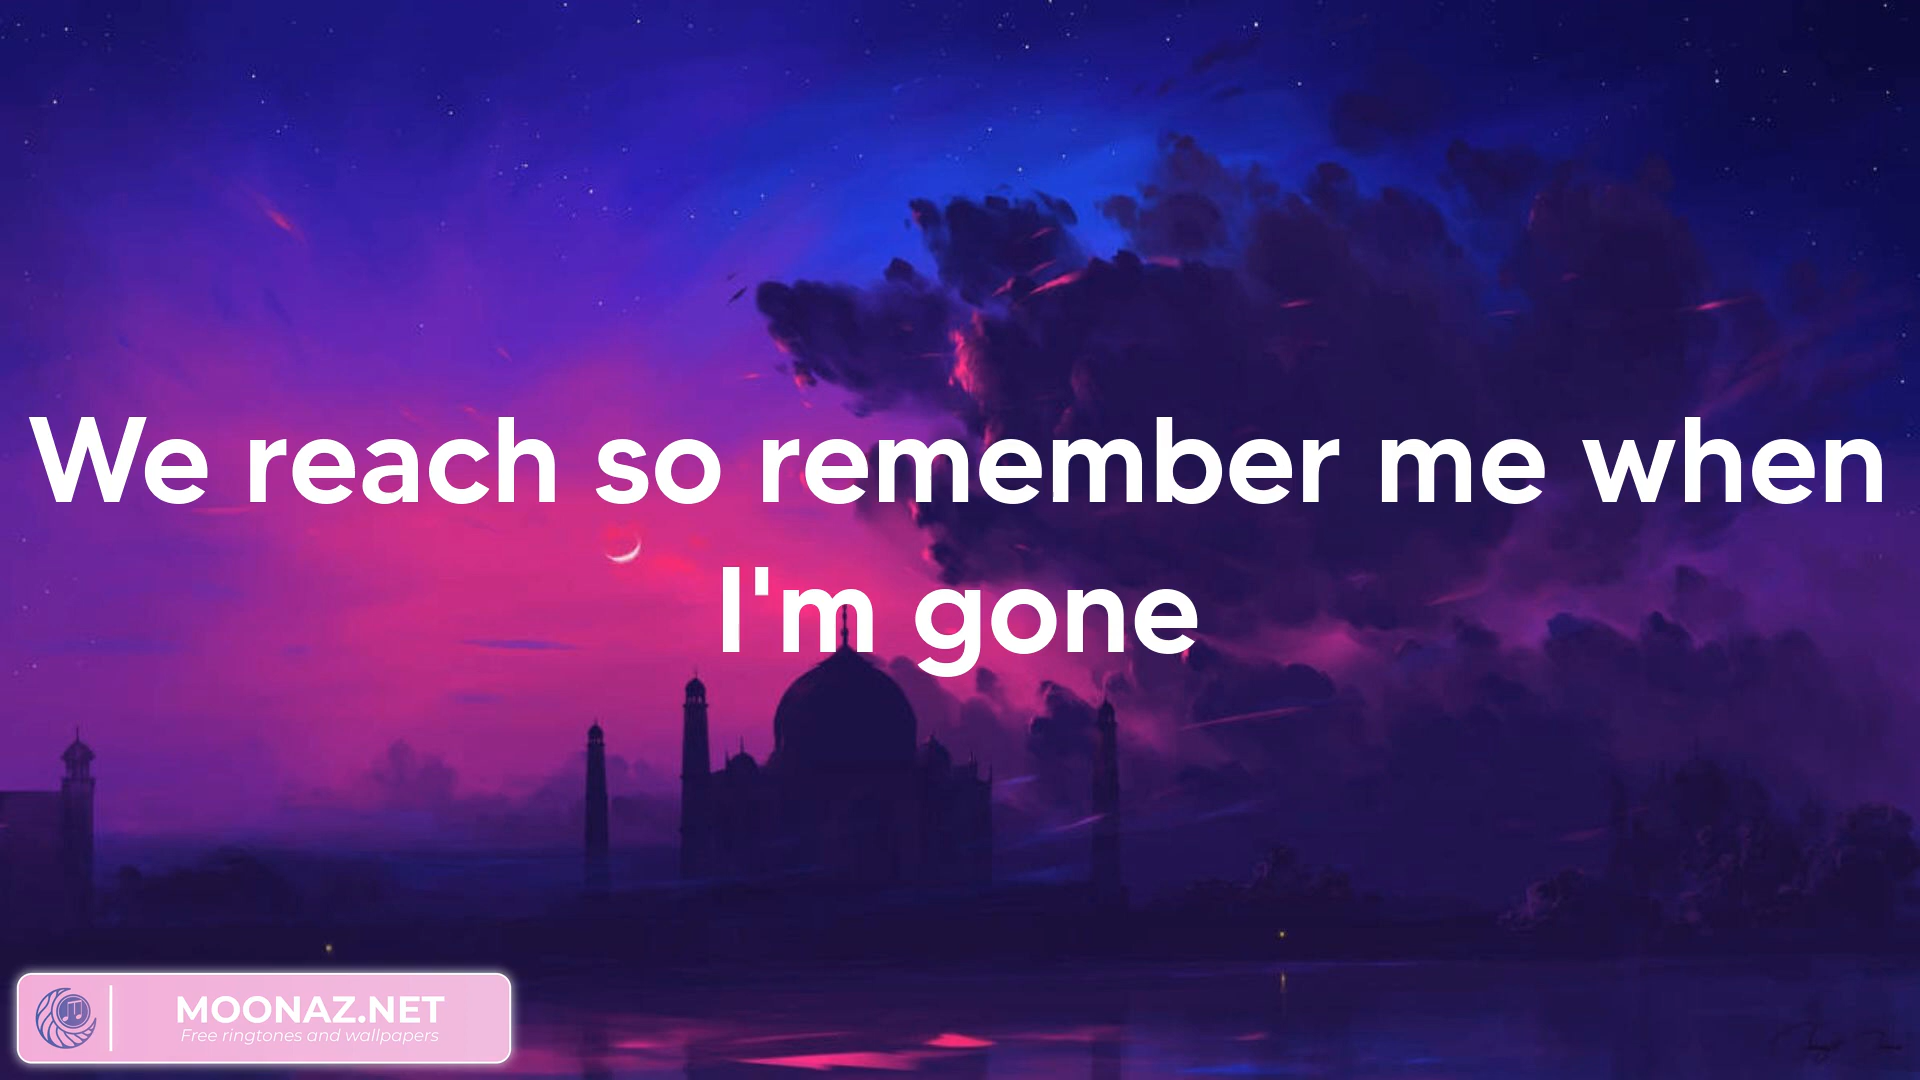 We reach so remember me when
I'm gone
MOONAZ.NET
Free ringtones and wallpapers